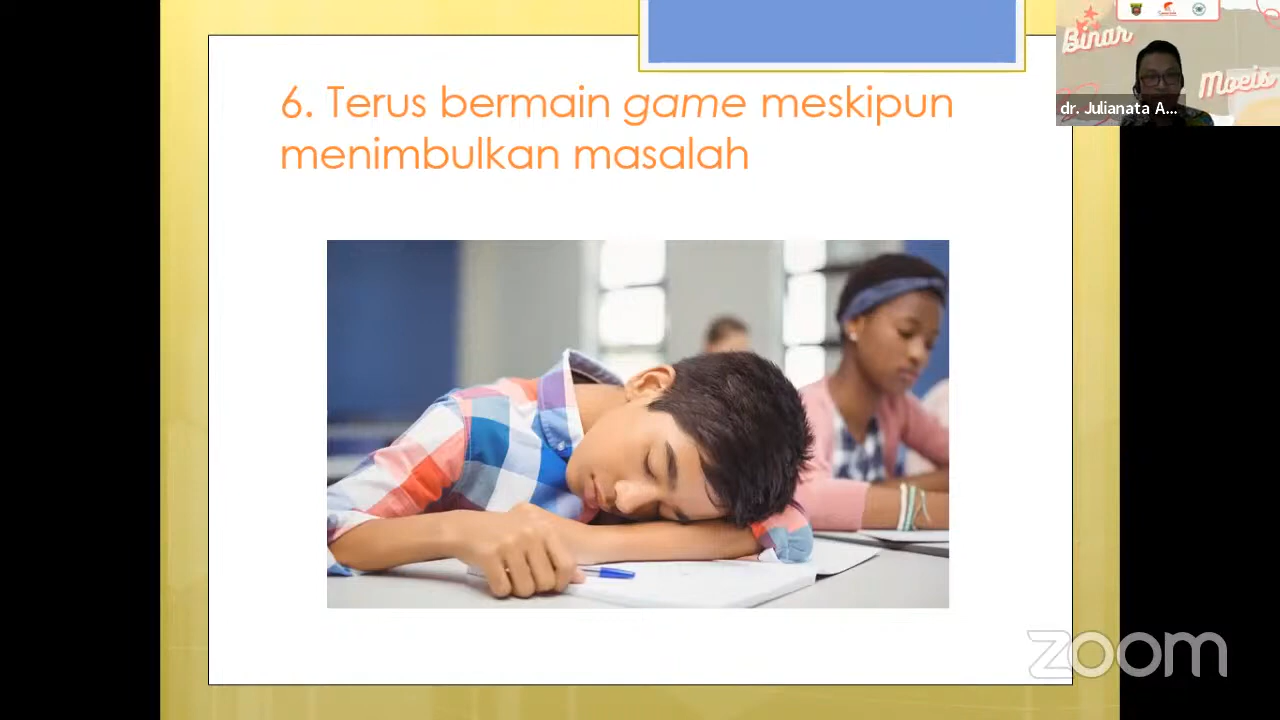 6. Terus bermain game meskipun
menimbulkan masalah
Binar
Moeis
dr. Julianata A...
zoom